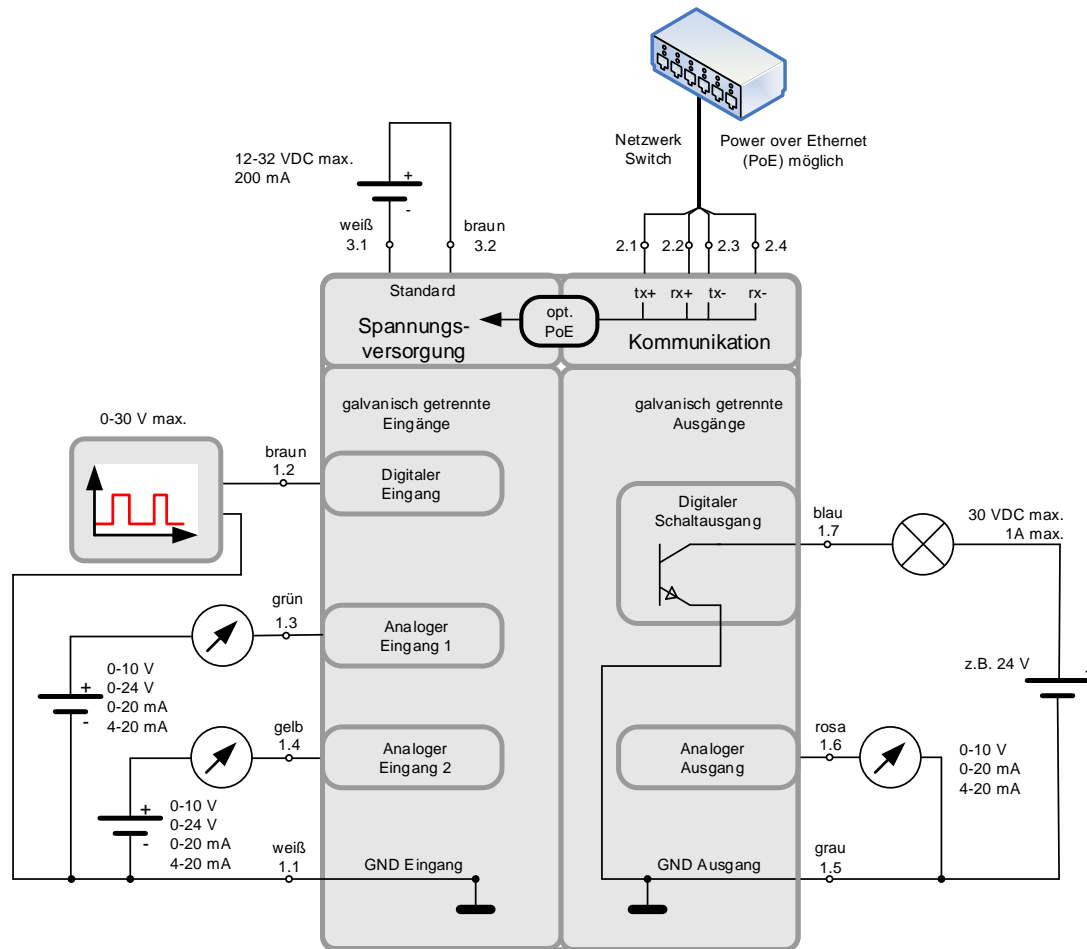 Netzwerk
Switch
Power over Ethernet
(PoE) möglich
12-32 VDC max.
200 mA
+
-
weiß
3.1
braun
3.2
2.1
2.2
2.3
2.4
Standard
Spannungs-
versorgung
opt.
PoE
tx+
rx+
tx-
rx-
Kommunikation
galvanisch getrennte
Eingänge
galvanisch getrennte
Ausgänge
0-30 V max.
braun
1.2
Digitaler
Eingang
Digitaler
Schaltausgang
blau
1.7
30 VDC max.
1A max.
grün
1.3
Analoger
Eingang 1
+
-
0-10 V
0-24 V
0-20 mA
4-20 mA
z.B. 24 V
+
gelb
1.4
Analoger
Eingang 2
Analoger
Ausgang
rosa
1.6
0-10 V
0-20 mA
4-20 mA
+
-
0-10 V
0-24 V
0-20 mA
4-20 mA
weiß
1.1
GND Eingang
GND Ausgang
grau
1.5